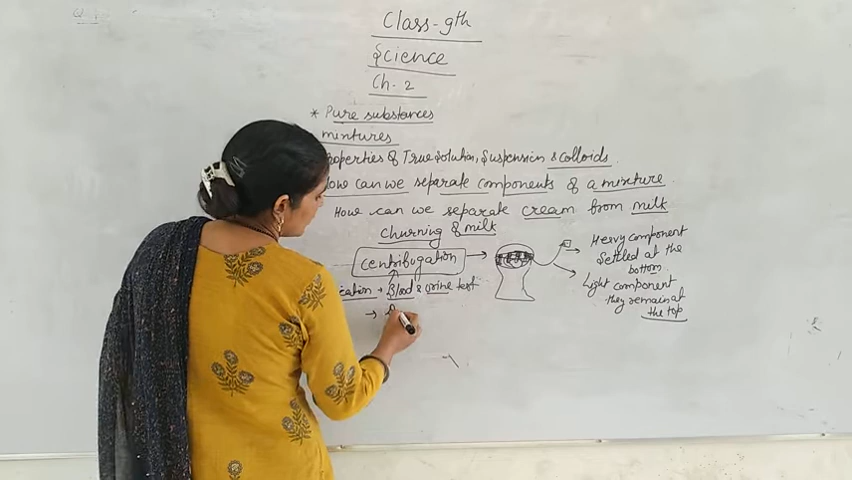 Class-9th
Science
Ch-2
* Pure substances
mixtures
roperties of True Solution, Suspension & colloids.
How can we separate components of a mixture
How can we separate cream from milk
Churning of milk
Centrifugation
Heavy component
Settled at the
bottom
Light component
they remain at
the top
ication → Blood & urine test
→